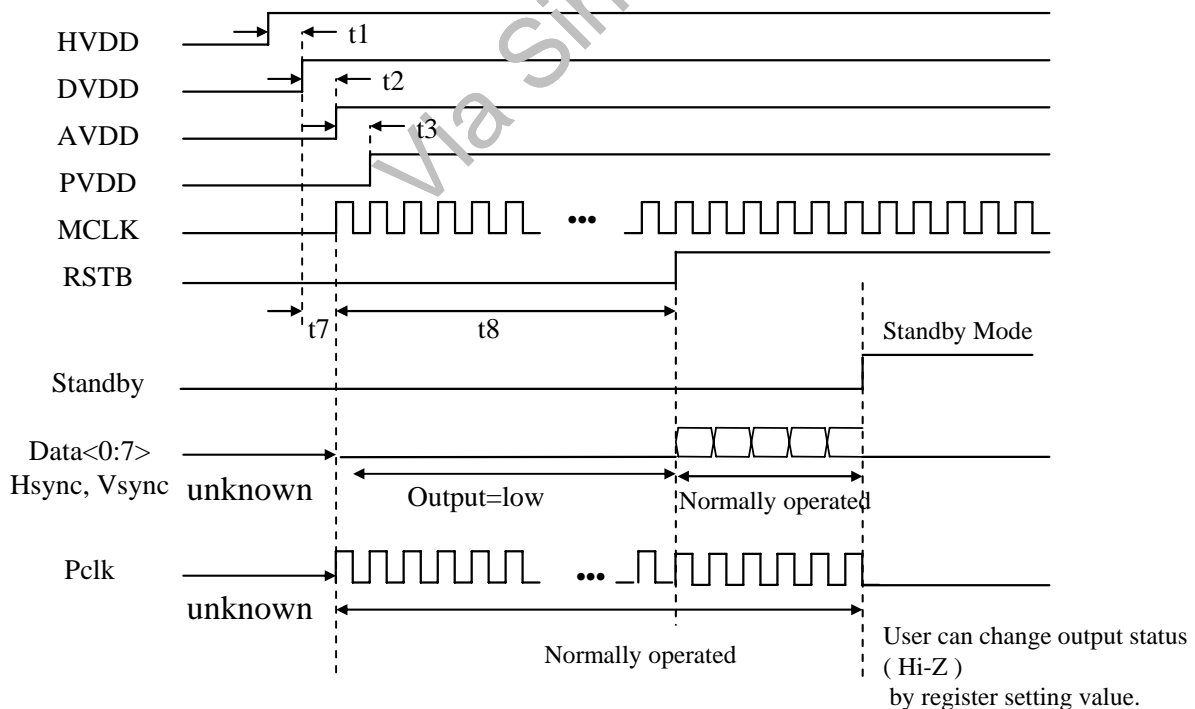 HVDD
t1
DVDD
t2
AVDD
t3
PVDD
MCLK
RSTB
t7
t8
Standby Mode
Standby
Data<0:7>
Hsync, Vsync
unknown
Output=low
Normally operated
Pclk
unknown
Normally operated
User can change output status
( Hi-Z )
by register setting value.
Via